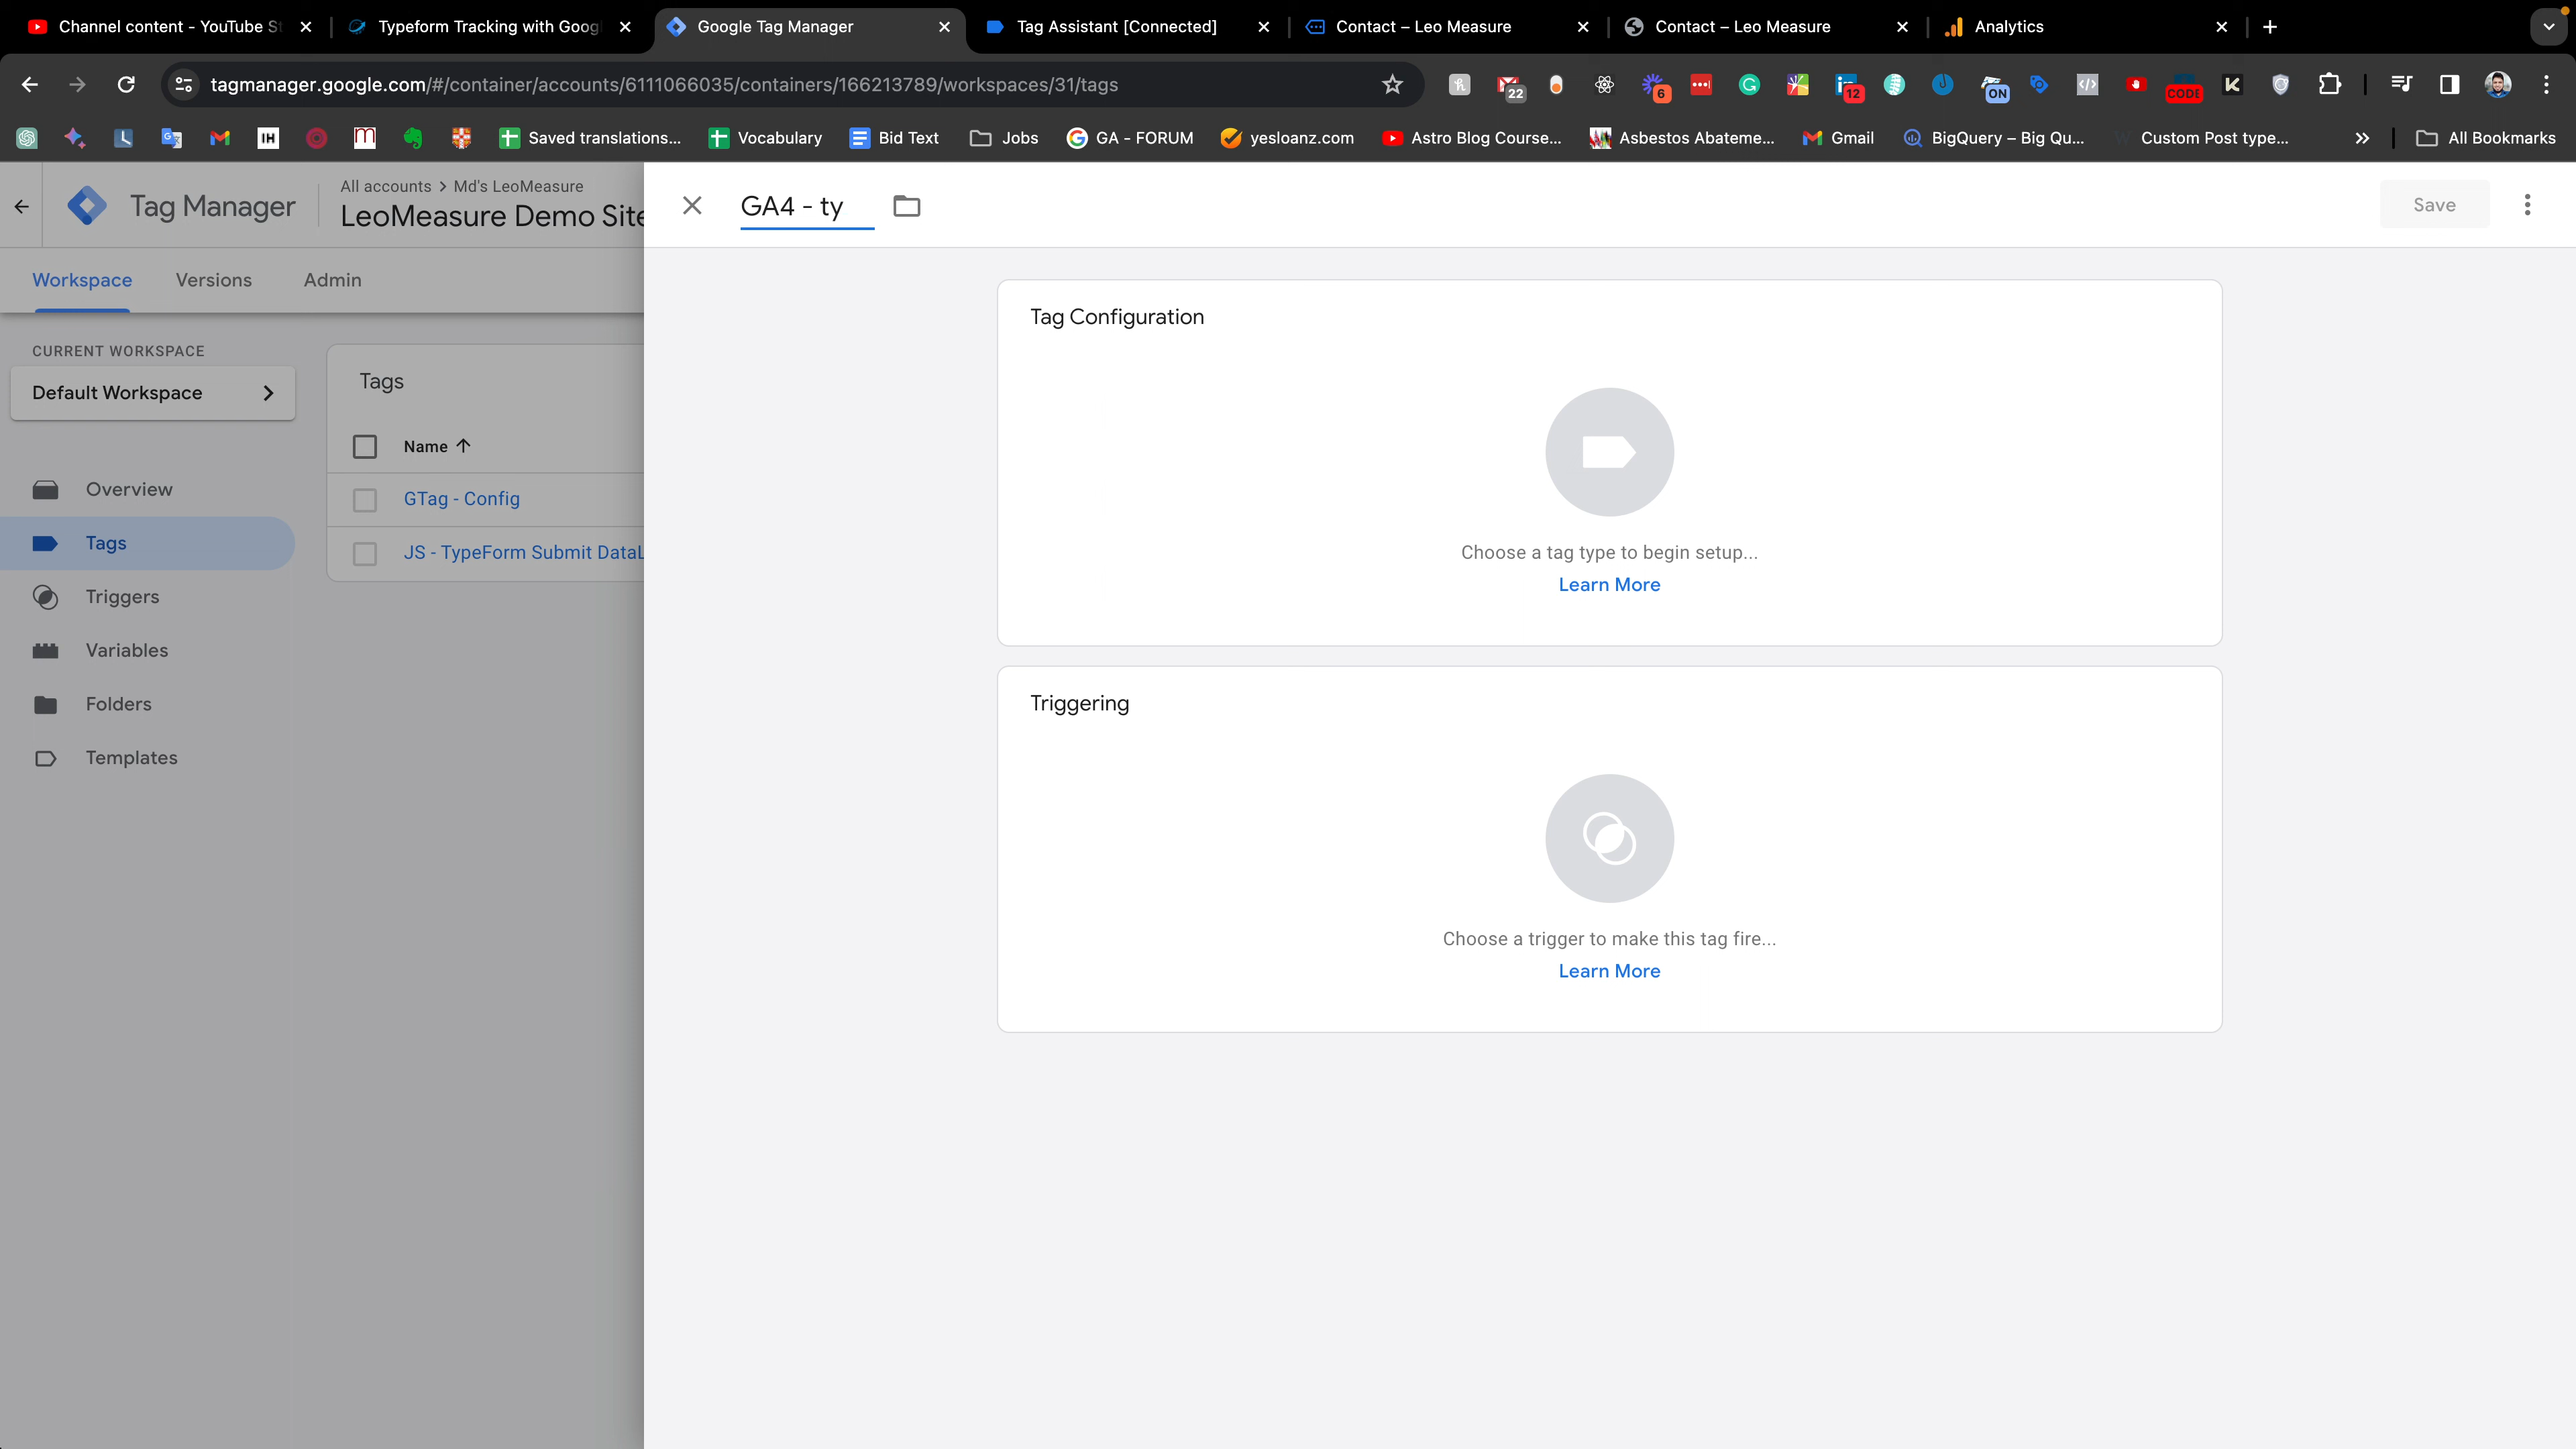 Channel content - YouTube St
Typeform Tracking with Goog
Google Tag Manager
Tag Assistant [Connected]
Contact – Leo Measure
Contact – Leo Measure
Analytics
tagmanager.google.com/#/container/accounts/6111066035/containers/166213789/workspaces/31/tags
22
6
12
ON
CODE
Saved translations...
Vocabulary
Bid Text
Jobs
GA - FORUM
yesloanz.com
Astro Blog Course...
Asbestos Abateme...
Gmail
BigQuery – Big Qu...
Custom Post type...
All Bookmarks
Tag Manager
All accounts > Md's LeoMeasure
LeoMeasure Demo Site
GA4 - ty
Save
Workspace
Versions
Admin
CURRENT WORKSPACE
Default Workspace
Overview
Tags
Triggers
Variables
Folders
Templates
Tags
Name
GTag - Config
JS - TypeForm Submit DataL
Tag Configuration
Choose a tag type to begin setup...
Learn More
Triggering
Choose a trigger to make this tag fire...
Learn More